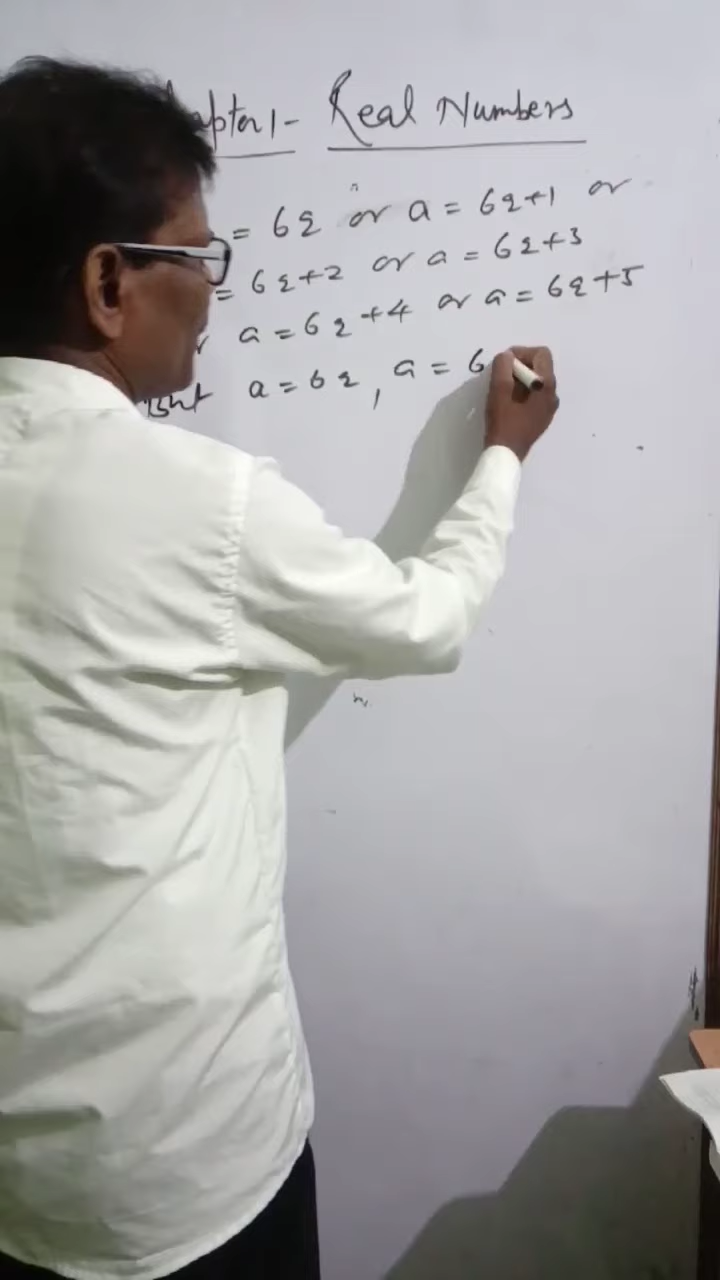 apter 1- Real Numbers
= 6q or a = 6q+1 or
= 6q+2 or a = 6q+3
r a = 6q+4 or a = 6q+5
But a = 6q, a = 6